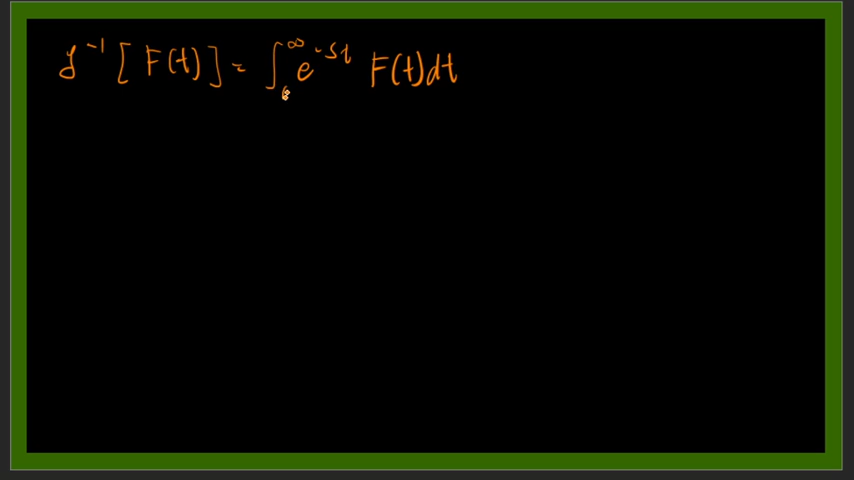 ℒ⁻¹ [ F(t) ] = ∫₀^∞ e^{-st} F(t)dt